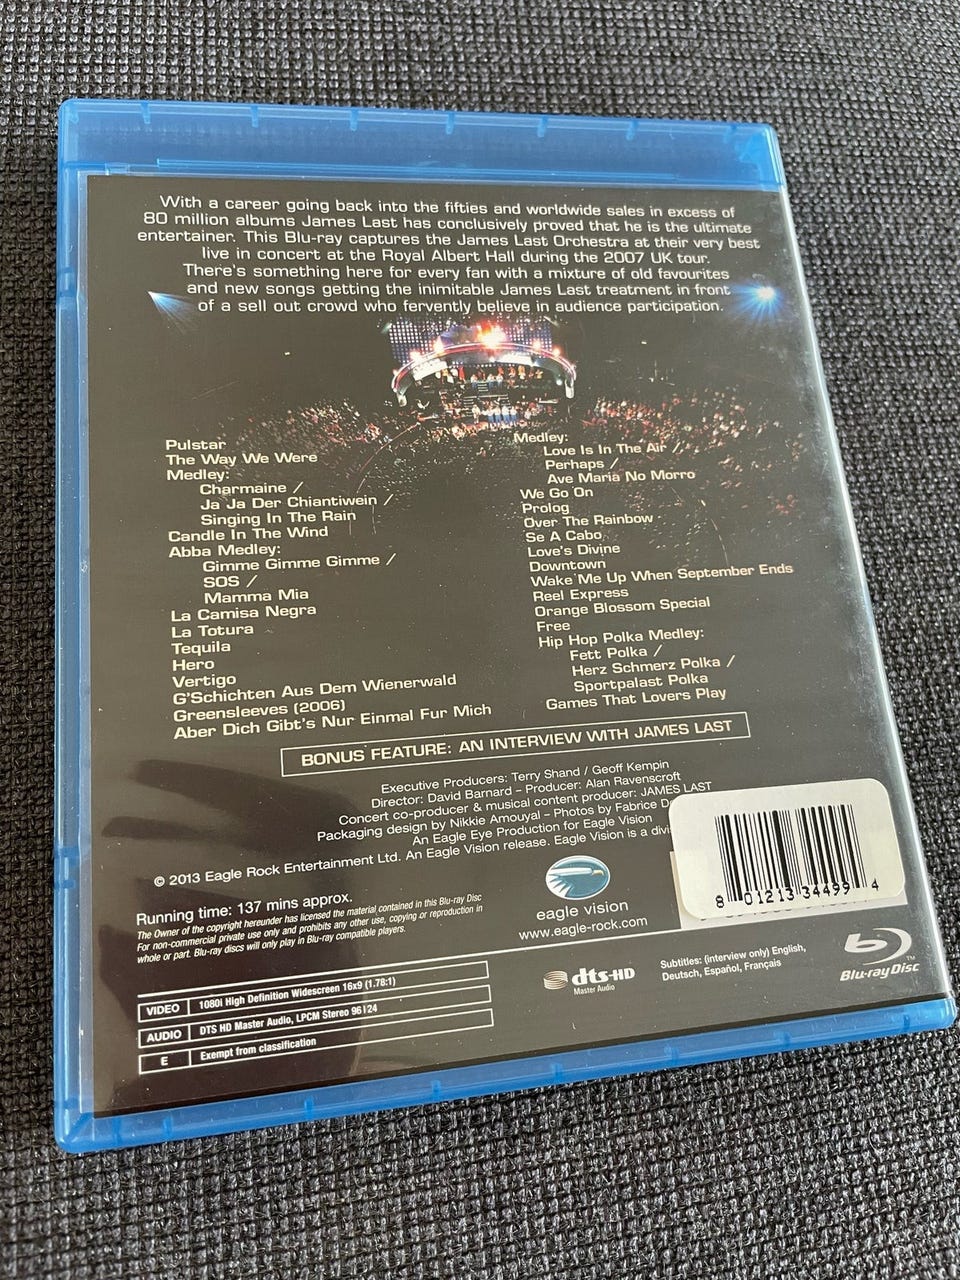 With a career going back into the fifties and worldwide sales in excess of
80 million albums James Last has conclusively proved that he is the ultimate
entertainer. This Blu-ray captures the James Last Orchestra at their very best
live in concert at the Royal Albert Hall during the 2007 UK tour.
There's something here for every fan with a mixture of old favourites
and new songs getting the inimitable James Last treatment in front
of a sell out crowd who fervently believe in audience participation.
Pulstar
The Way We Were
Medley:
Charmaine /
Ja Ja Der Chiantiwein /
Singing In The Rain
Candle In The Wind
Abba Medley:
Gimme Gimme Gimme /
SOS /
Mamma Mia
La Camisa Negra
La Totura
Tequila
Hero
Vertigo
G'Schichten Aus Dem Wienerwald
Greensleeves (2006)
Aber Dich Gibt's Nur Einmal Fur Mich
Medley:
Love Is In The Air /
Perhaps /
Ave Maria No Morro
We Go On
Prolog
Over The Rainbow
Se A Cabo
Love's Divine
Downtown
Wake Me Up When September Ends
Reel Express
Orange Blossom Special
Free
Hip Hop Polka Medley:
Fett Polka /
Herz Schmerz Polka /
Sportpalast Polka
Games That Lovers Play
BONUS FEATURE: AN INTERVIEW WITH JAMES LAST
Executive Producers: Terry Shand / Geoff Kempin
Director: David Barnard - Producer: Alan Ravenscroft
Concert co-producer & musical content producer: JAMES LAST
Packaging design by Nikkie Amouyal - Photos by Fabrice
An Eagle Eye Production for Eagle Vision
© 2013 Eagle Rock Entertainment Ltd. An Eagle Vision release. Eagle Vision is a
Running time: 137 mins approx.
The Owner of the copyright hereunder has licensed the material contained in this Blu-ray Disc
For non-commercial private use only and prohibits any other use, copying or reproduction in
whole or part. Blu-ray discs will only play in Blu-ray compatible players.
eagle vision
www.eagle-rock.com
8 01213 34499 4
VIDEO 1080i High Definition Widescreen 16x9 (1.78:1)
AUDIO DTS HD Master Audio, LPCM Stereo 96124
E Exempt from classification
dts-HD
Master Audio
Subtitles: (interview only) English,
Deutsch, Español, Français
Blu-ray Disc
TM